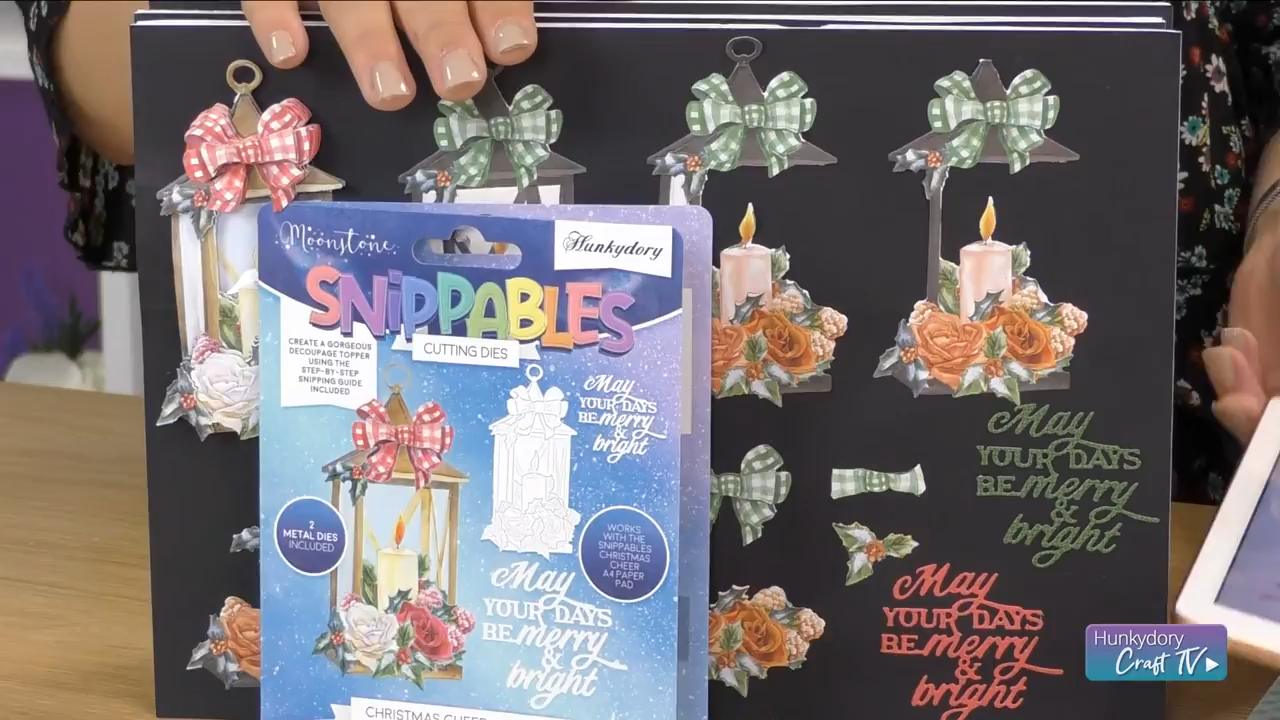 Moonstone
Hunkydory
SNiPPABLES
CUTTING DIES
CREATE A GORGEOUS
DECOUPAGE TOPPER
USING THE
STEP-BY-STEP
SNIPPING GUIDE
INCLUDED
May
YOUR DAYS
BE merry
&
bright
2
METAL DIES
INCLUDED
WORKS
WITH THE
SNIPPABLES
CHRISTMAS
CHEER
A4 PAPER
PAD
May
YOUR DAYS
BE merry
&
bright
CHRISTMAS CHEER
May
YOUR DAYS
BE merry
&
bright
May
YOUR DAYS
BE merry
&
bright
Hunkydory
Craft TV